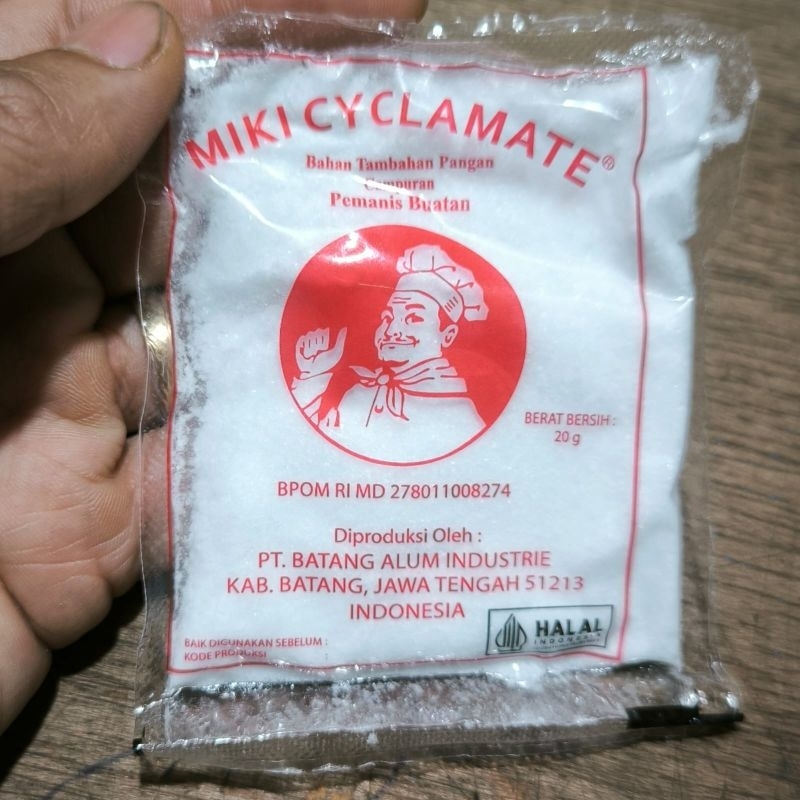 MIKI CYCLAMATE®
Bahan Tambahan Pangan
Campuran
Pemanis Buatan
BERAT BERSIH :
20 g
BPOM RI MD 278011008274
Diproduksi Oleh :
PT. BATANG ALUM INDUSTRIE
KAB. BATANG, JAWA TENGAH 51213
INDONESIA
HALAL
INDONESIA
BAIK DIGUNAKAN SEBELUM :
KODE PRODUKSI :